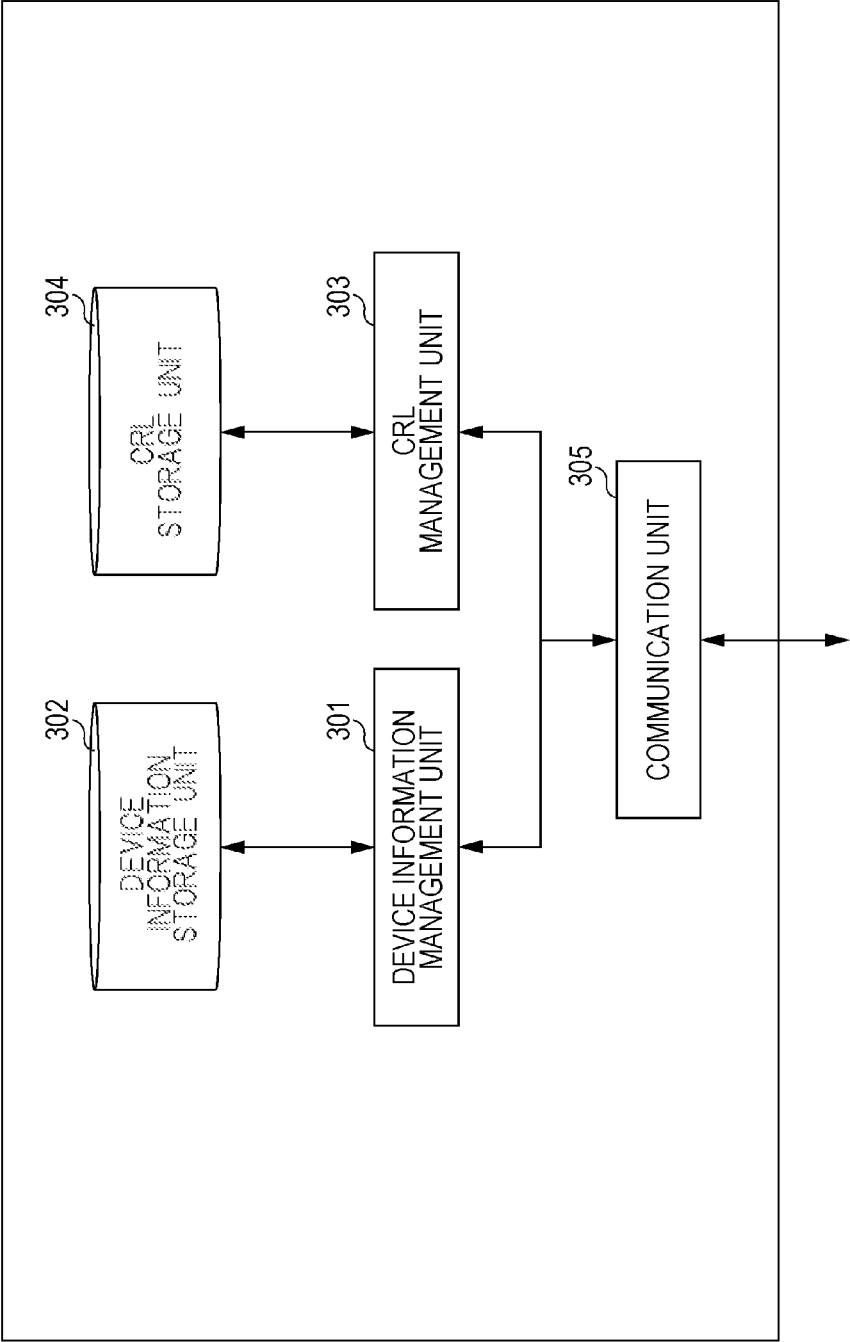 302
DEVICE
INFORMATION
STORAGE UNIT
304
CRL
STORAGE UNIT
301
DEVICE INFORMATION
MANAGEMENT UNIT
303
CRL
MANAGEMENT UNIT
305
COMMUNICATION UNIT